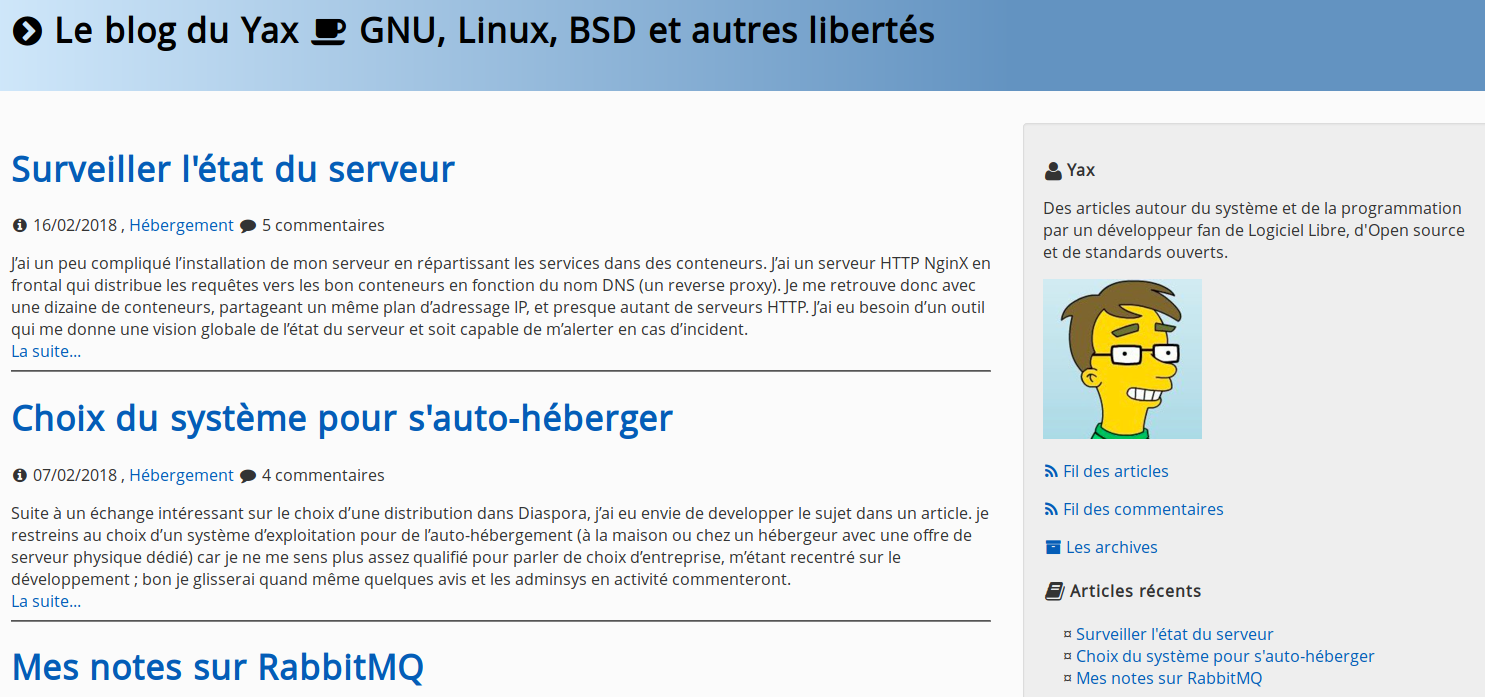 Le blog du Yax GNU, Linux, BSD et autres libertés
Surveiller l'état du serveur
16/02/2018 , Hébergement 5 commentaires
J’ai un peu compliqué l’installation de mon serveur en répartissant les services dans des conteneurs. J’ai un serveur HTTP NginX en
frontal qui distribue les requêtes vers les bon conteneurs en fonction du nom DNS (un reverse proxy). Je me retrouve donc avec
une dizaine de conteneurs, partageant un même plan d’adressage IP, et presque autant de serveurs HTTP. J’ai eu besoin d’un outil
qui me donne une vision globale de l’état du serveur et soit capable de m’alerter en cas d’incident.
La suite...
Choix du système pour s'auto-héberger
07/02/2018 , Hébergement 4 commentaires
Suite à un échange intéressant sur le choix d’une distribution dans Diaspora, j’ai eu envie de developper le sujet dans un article. je
restreins au choix d’un système d’exploitation pour de l’auto-hébergement (à la maison ou chez un hébergeur avec une offre de
serveur physique dédié) car je ne me sens plus assez qualifié pour parler de choix d’entreprise, m’étant recentré sur le
développement ; bon je glisserai quand même quelques avis et les adminsys en activité commenteront.
La suite...
Mes notes sur RabbitMQ
Yax
Des articles autour du système et de la programmation
par un développeur fan de Logiciel Libre, d'Open source
et de standards ouverts.
Fil des articles
Fil des commentaires
Les archives
Articles récents
¤ Surveiller l'état du serveur
¤ Choix du système pour s'auto-héberger
¤ Mes notes sur RabbitMQ